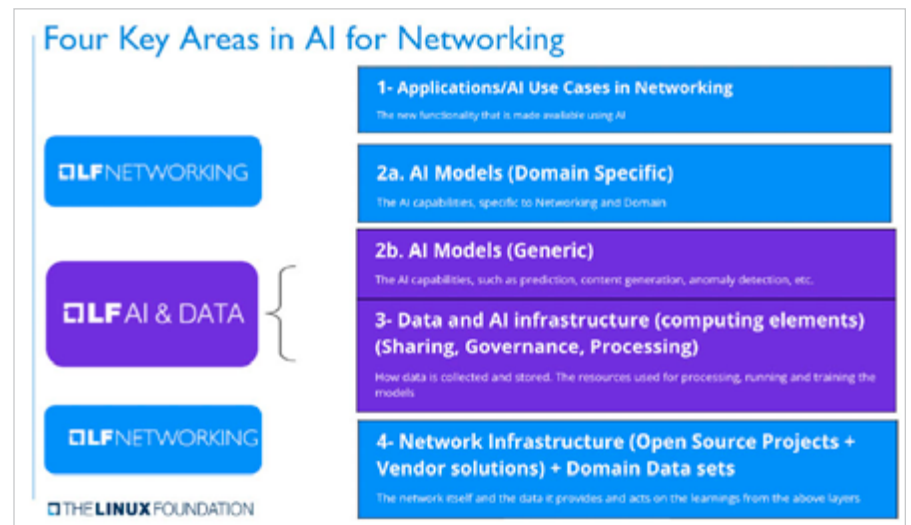 Four Key Areas in AI for Networking
1- Applications/AI Use Cases in Networking
The new functionality that is made available using AI
LFNETWORKING
2a. AI Models (Domain Specific)
The AI capabilities, specific to Networking and Domain
2b. AI Models (Generic)
The AI capabilities, such as prediction, content generation, anomaly detection, etc.
LF AI & DATA
3- Data and AI infrastructure (computing elements)
(Sharing, Governance, Processing)
How data is collected and stored. The resources used for processing, running and training the
models
LFNETWORKING
4- Network Infrastructure (Open Source Projects +
Vendor solutions) + Domain Data sets
The network itself and the data it provides and acts on the learnings from the above layers
THE LINUX FOUNDATION